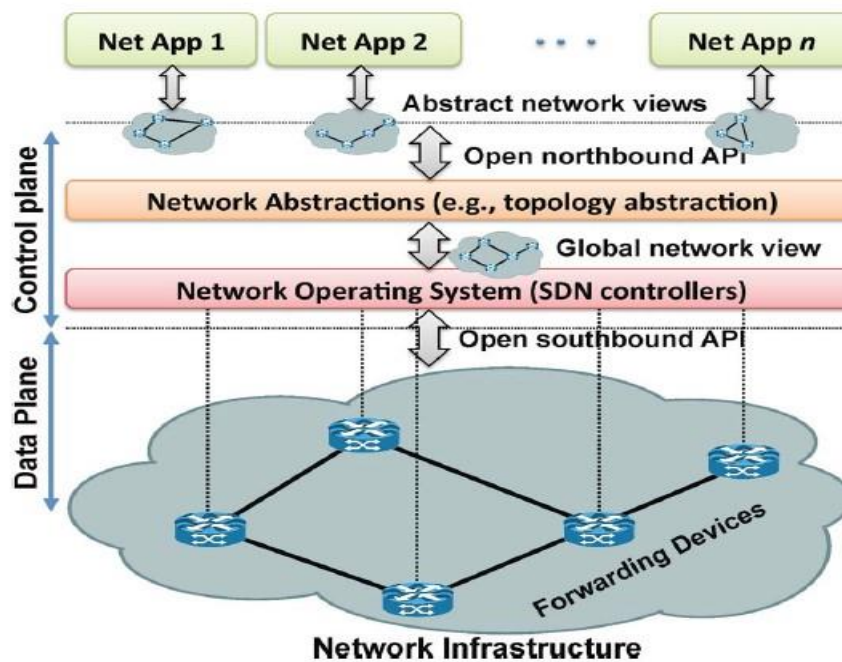 Net App 1
Net App 2
Net App n
Abstract network views
Open northbound API
Network Abstractions (e.g., topology abstraction)
Global network view
Network Operating System (SDN controllers)
Open southbound API
Control plane
Data Plane
Forwarding Devices
Network Infrastructure